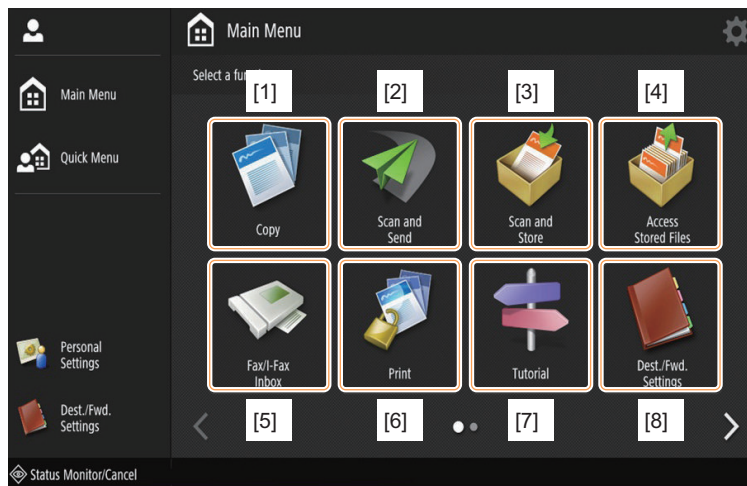 Main Menu
Select a fu
[1] [2] [3] [4]
Main Menu
Quick Menu
Copy
Scan and
Send
Scan and
Store
Access
Stored Files
Personal
Settings
Fax/I-Fax
Inbox
Print
Tutorial
Dest./Fwd.
Settings
Dest./Fwd.
Settings
[5] [6] [7] [8]
Status Monitor/Cancel